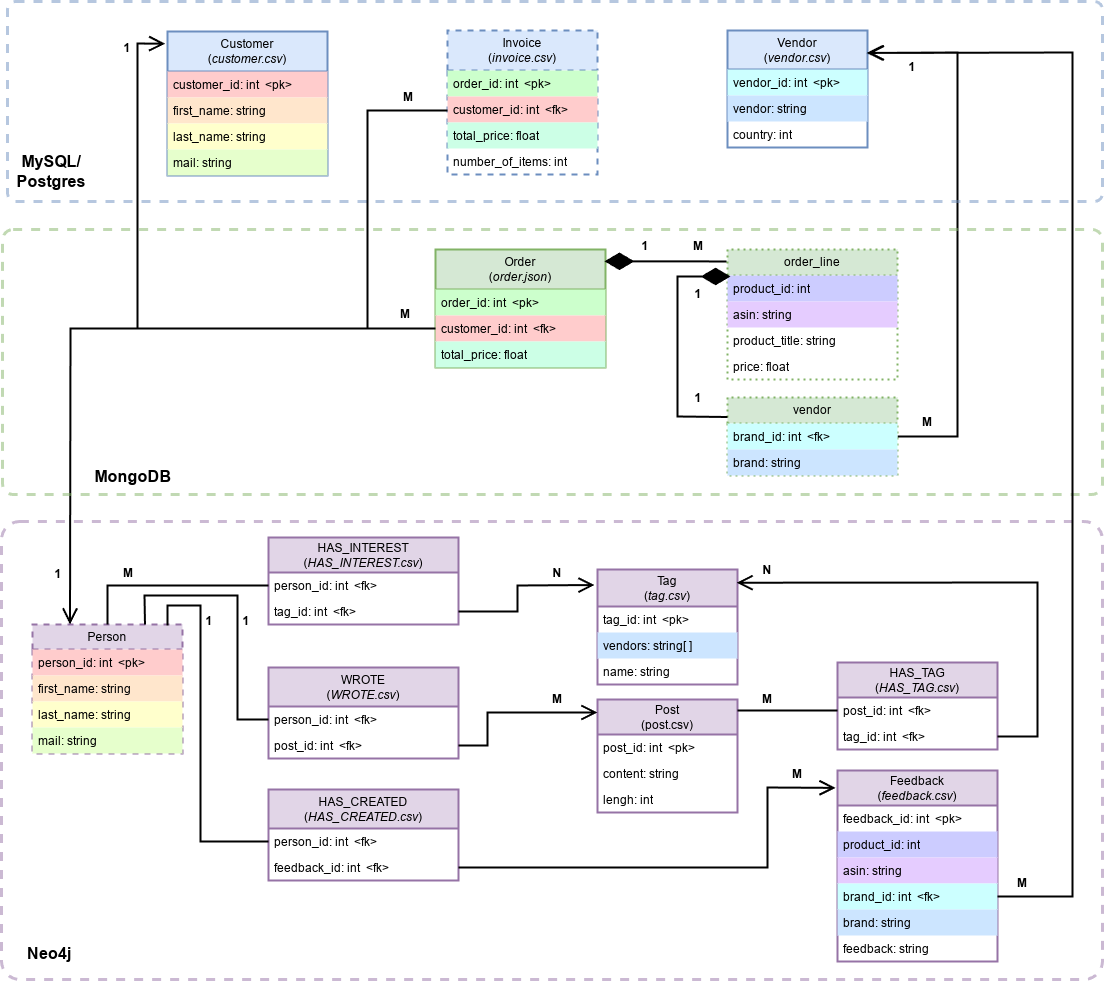 Customer
(customer.csv)
customer_id: int <pk>
first_name: string
last_name: string
mail: string
1
Invoice
(invoice.csv)
order_id: int <pk>
customer_id: int <fk>
total_price: float
number_of_items: int
M
Vendor
(vendor.csv)
vendor_id: int <pk>
vendor: string
country: int
1
MySQL/
Postgres
Order
(order.json)
order_id: int <pk>
customer_id: int <fk>
total_price: float
M
1
M
order_line
product_id: int
asin: string
product_title: string
price: float
1
1
vendor
brand_id: int <fk>
brand: string
M
MongoDB
HAS_INTEREST
(HAS_INTEREST.csv)
person_id: int <fk>
tag_id: int <fk>
1
M
1
1
N
Tag
(tag.csv)
tag_id: int <pk>
vendors: string[ ]
name: string
N
Person
person_id: int <pk>
first_name: string
last_name: string
mail: string
WROTE
(WROTE.csv)
person_id: int <fk>
post_id: int <fk>
M
Post
(post.csv)
post_id: int <pk>
content: string
lengh: int
M
HAS_TAG
(HAS_TAG.csv)
post_id: int <fk>
tag_id: int <fk>
HAS_CREATED
(HAS_CREATED.csv)
person_id: int <fk>
feedback_id: int <fk>
M
Feedback
(feedback.csv)
feedback_id: int <pk>
product_id: int
asin: string
brand_id: int <fk>
brand: string
feedback: string
M
Neo4j